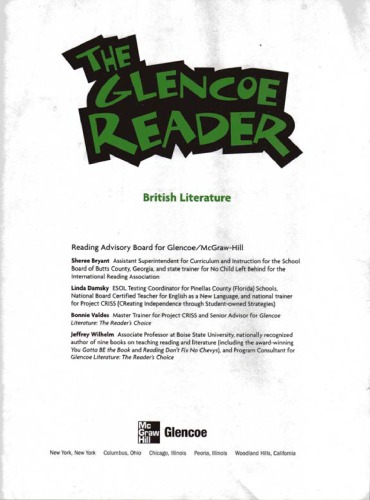 THE
GLENCOE
READER
British Literature
Reading Advisory Board for Glencoe/McGraw-Hill
Sheree Bryant Assistant Superintendent for Curriculum and Instruction for the School
Board of Butts County, Georgia, and state trainer for No Child Left Behind for the
International Reading Association
Linda Damsky ESOL Testing Coordinator for Pinellas County (Florida) Schools,
National Board Certified Teacher for English as a New Language, and national trainer
for Project CRISS (CReating Independence through Student-owned Strategies)
Bonnie Valdes Master Trainer for Project CRISS and Senior Advisor for Glencoe
Literature: The Reader's Choice
Jeffrey Wilhelm Associate Professor at Boise State University, nationally recognized
author of nine books on teaching reading and literature (including the award-winning
You Gotta BE the Book and Reading Don't Fix No Chevys), and Program Consultant for
Glencoe Literature: The Reader's Choice
Mc
Graw
Hill
Glencoe
New York, New York Columbus, Ohio Chicago, Illinois Peoria, Illinois Woodland Hills, California